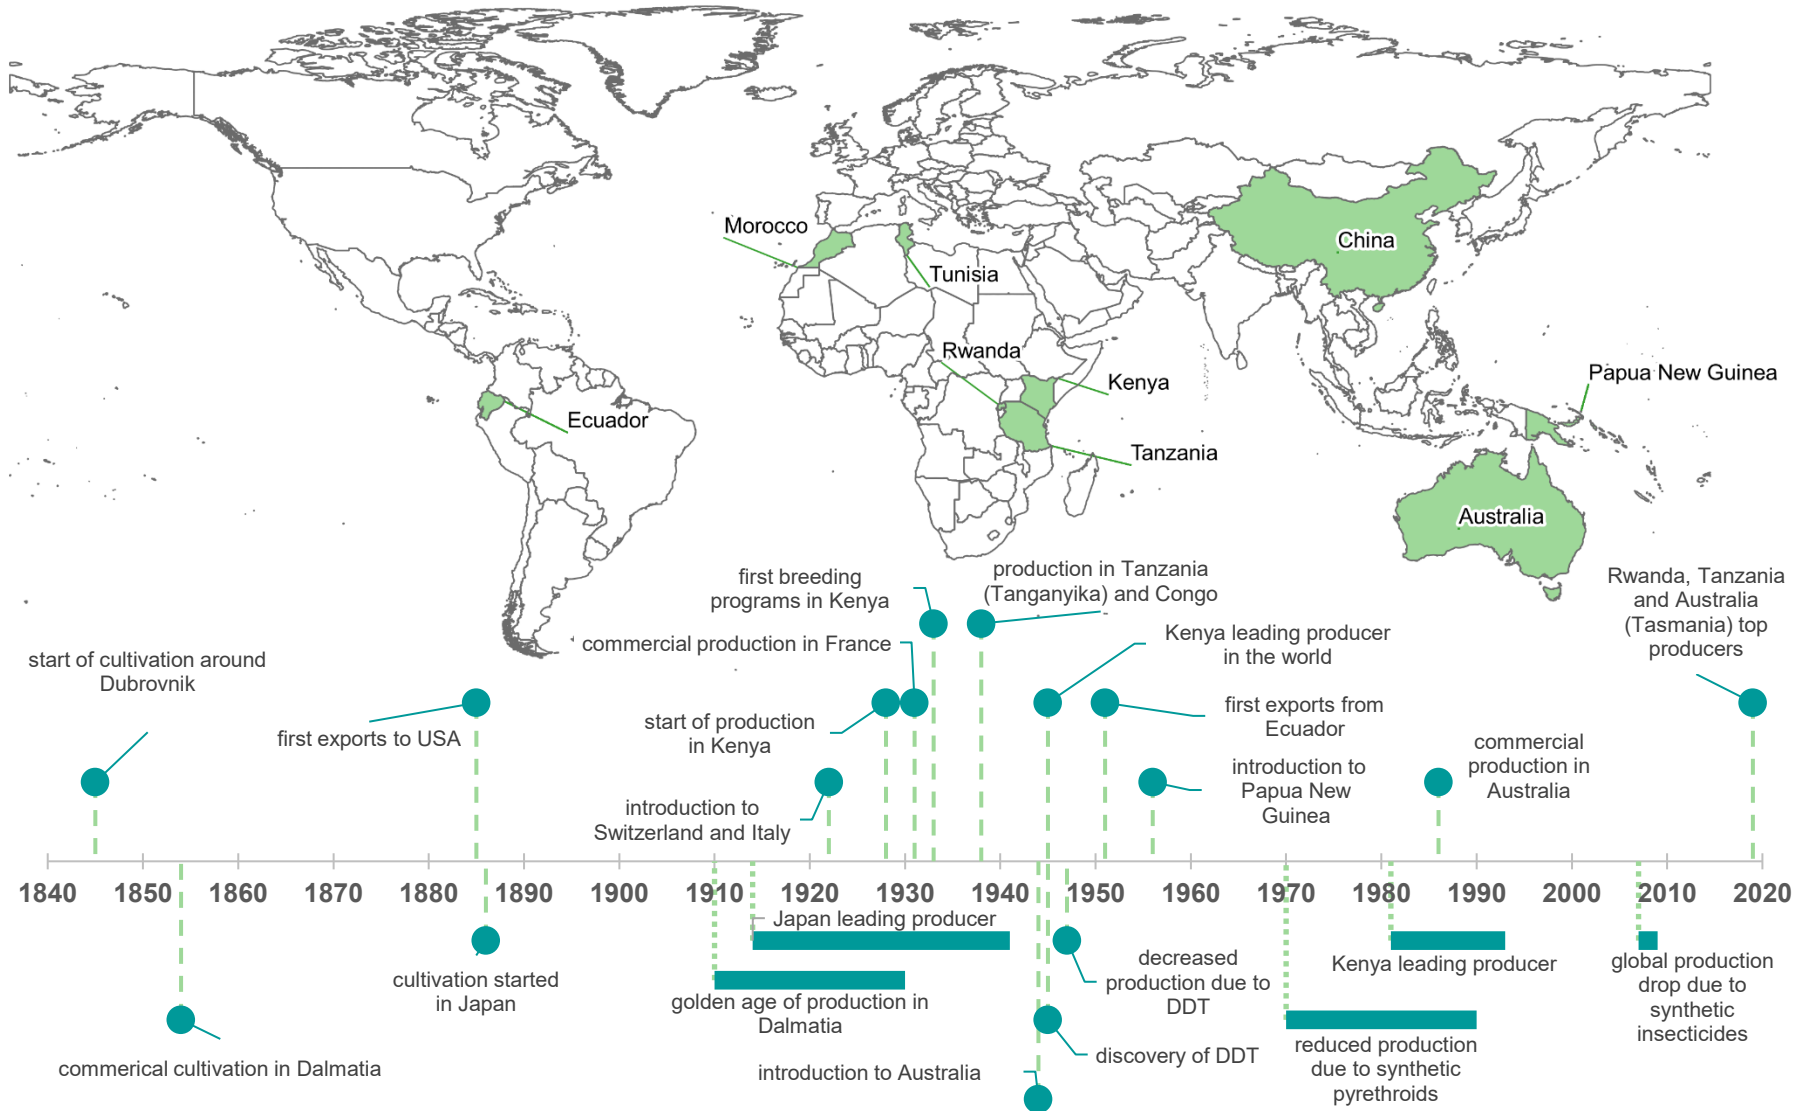 Morocco
Tunisia
China
Rwanda
Kenya
Papua New Guinea
Ecuador
Tanzania
Australia
first breeding
programs in Kenya
production in Tanzania
(Tanganyika) and Congo
Rwanda, Tanzania
and Australia
(Tasmania) top
producers
commercial production in France
Kenya leading producer
in the world
start of cultivation around
Dubrovnik
first exports to USA
start of production
in Kenya
first exports from
Ecuador
commercial
production in
Australia
introduction to
Switzerland and Italy
introduction to
Papua New
Guinea
1840 1850 1860 1870 1880 1890 1900 1910 1920 1930 1940 1950 1960 1970 1980 1990 2000 2010 2020
Japan leading producer
cultivation started
in Japan
golden age of production in
Dalmatia
decreased
production due to
DDT
Kenya leading producer
global production
drop due to
synthetic
insecticides
commerical cultivation in Dalmatia
introduction to Australia
discovery of DDT
reduced production
due to synthetic
pyrethroids